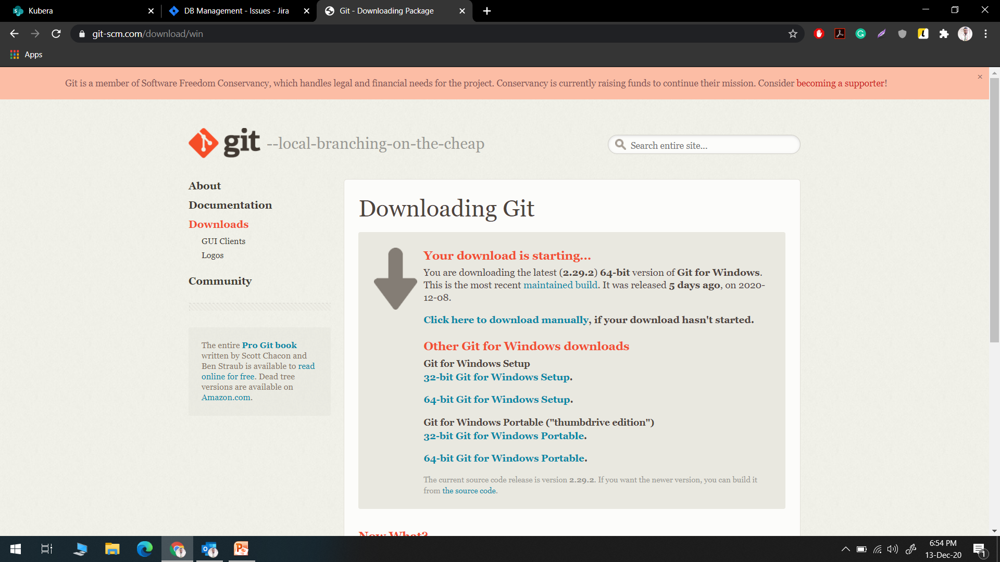 Kubera
DB Management - Issues - Jira
Git - Downloading Package
git-scm.com/download/win
Apps
Git is a member of Software Freedom Conservancy, which handles legal and financial needs for the project. Conservancy is currently raising funds to continue their mission. Consider becoming a supporter!
git --local-branching-on-the-cheap
Search entire site...
About
Documentation
Downloads
GUI Clients
Logos
Community
The entire Pro Git book
written by Scott Chacon and
Ben Straub is available to read
online for free. Dead tree
versions are available on
Amazon.com.
Downloading Git
Your download is starting...
You are downloading the latest (2.29.2) 64-bit version of Git for Windows.
This is the most recent maintained build. It was released 5 days ago, on 2020-
12-08.
Click here to download manually, if your download hasn't started.
Other Git for Windows downloads
Git for Windows Setup
32-bit Git for Windows Setup.
64-bit Git for Windows Setup.
Git for Windows Portable ("thumbdrive edition")
32-bit Git for Windows Portable.
64-bit Git for Windows Portable.
The current source code release is version 2.29.2. If you want the newer version, you can build it
from the source code.
Now What?
6:54 PM
13-Dec-20
1